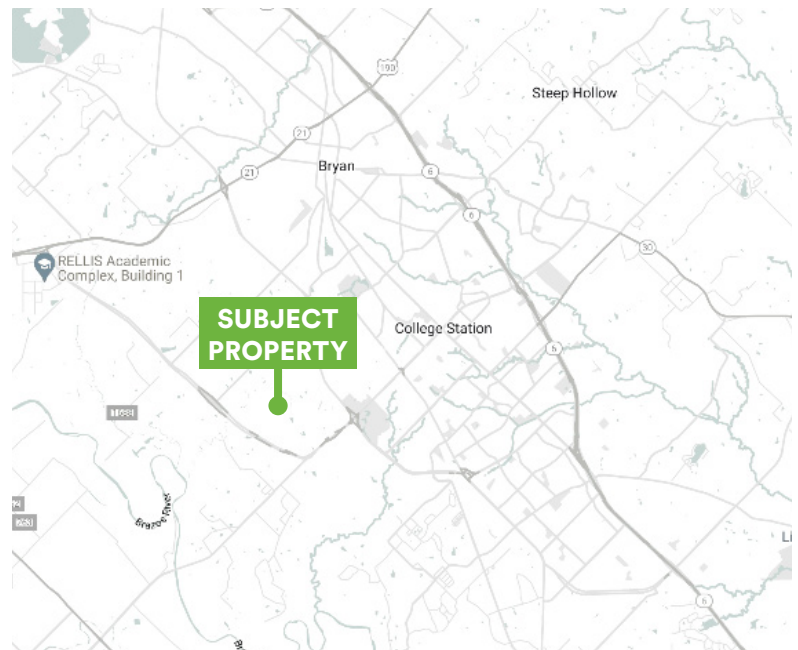 190
Steep Hollow
21
Bryan
21
6
6
30
RELLIS Academic
Complex, Building 1
SUBJECT
PROPERTY
College Station
6
Brazos River
6